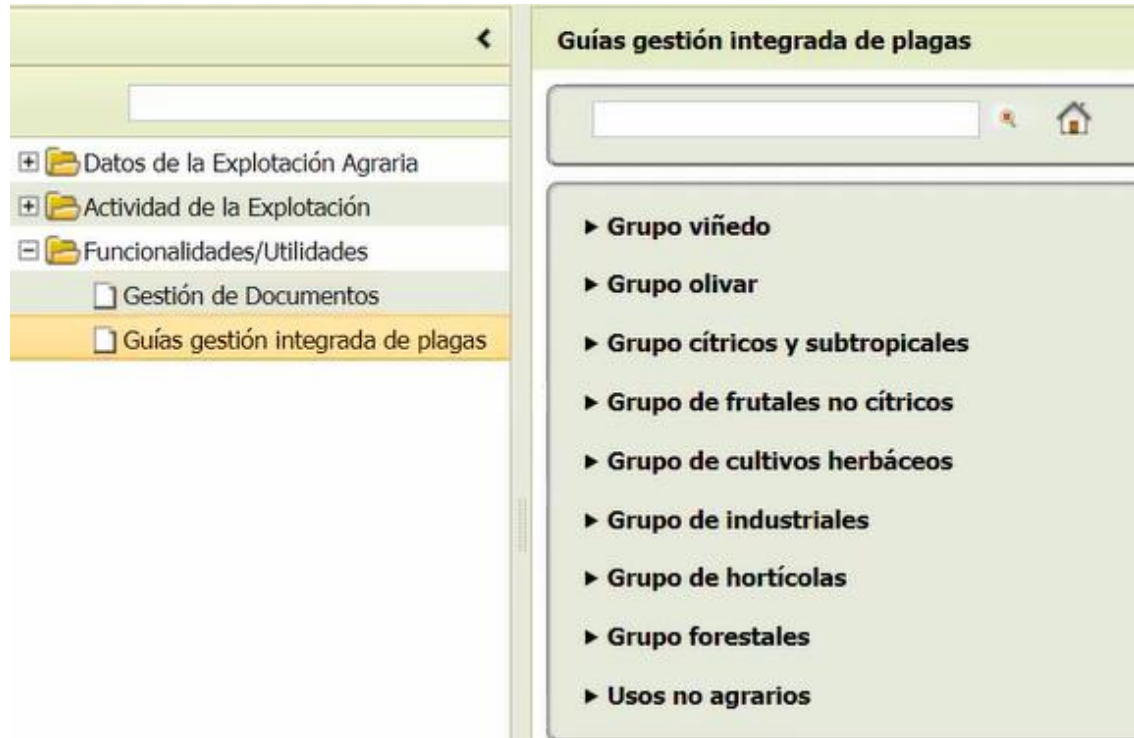 Datos de la Explotación Agraria
Actividad de la Explotación
Funcionalidades/Utilidades
Gestión de Documentos
Guías gestión integrada de plagas
Guías gestión integrada de plagas
Grupo viñedo
Grupo olivar
Grupo cítricos y subtropicales
Grupo de frutales no cítricos
Grupo de cultivos herbáceos
Grupo de industriales
Grupo de hortícolas
Grupo forestales
Usos no agrarios